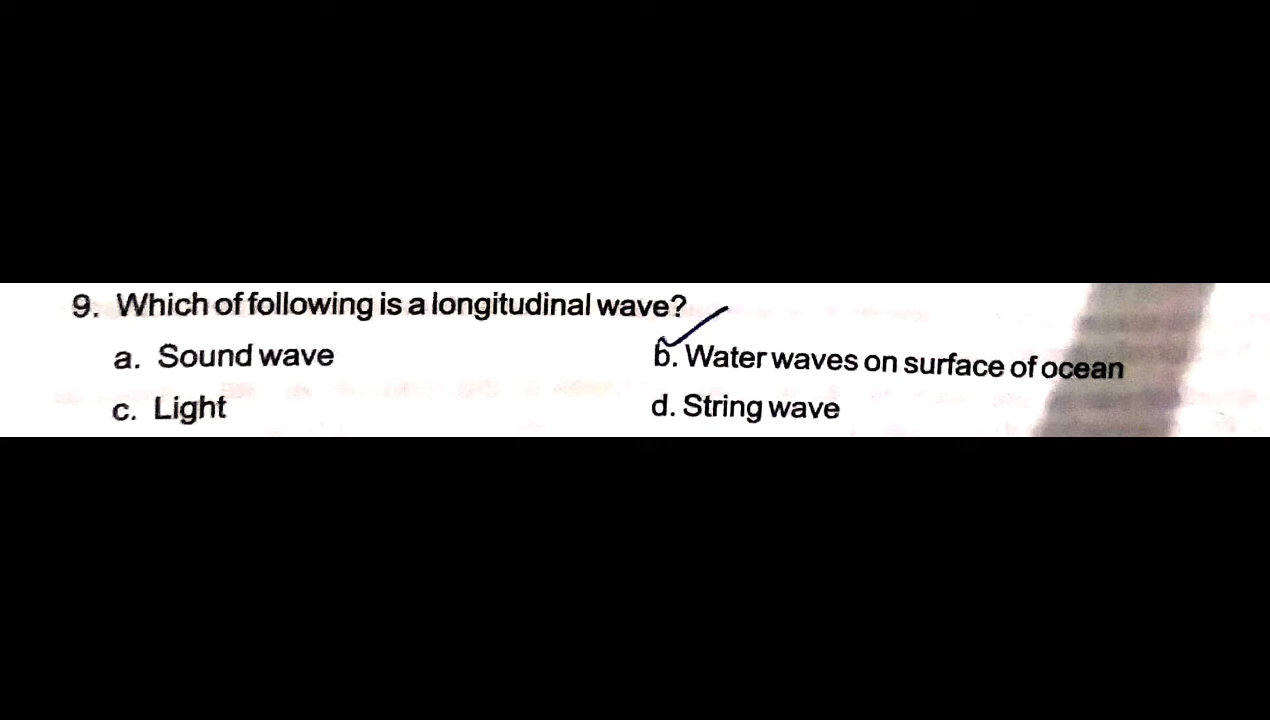 9. Which of following is a longitudinal wave?
a. Sound wave b. Water waves on surface of ocean
c. Light d. String wave